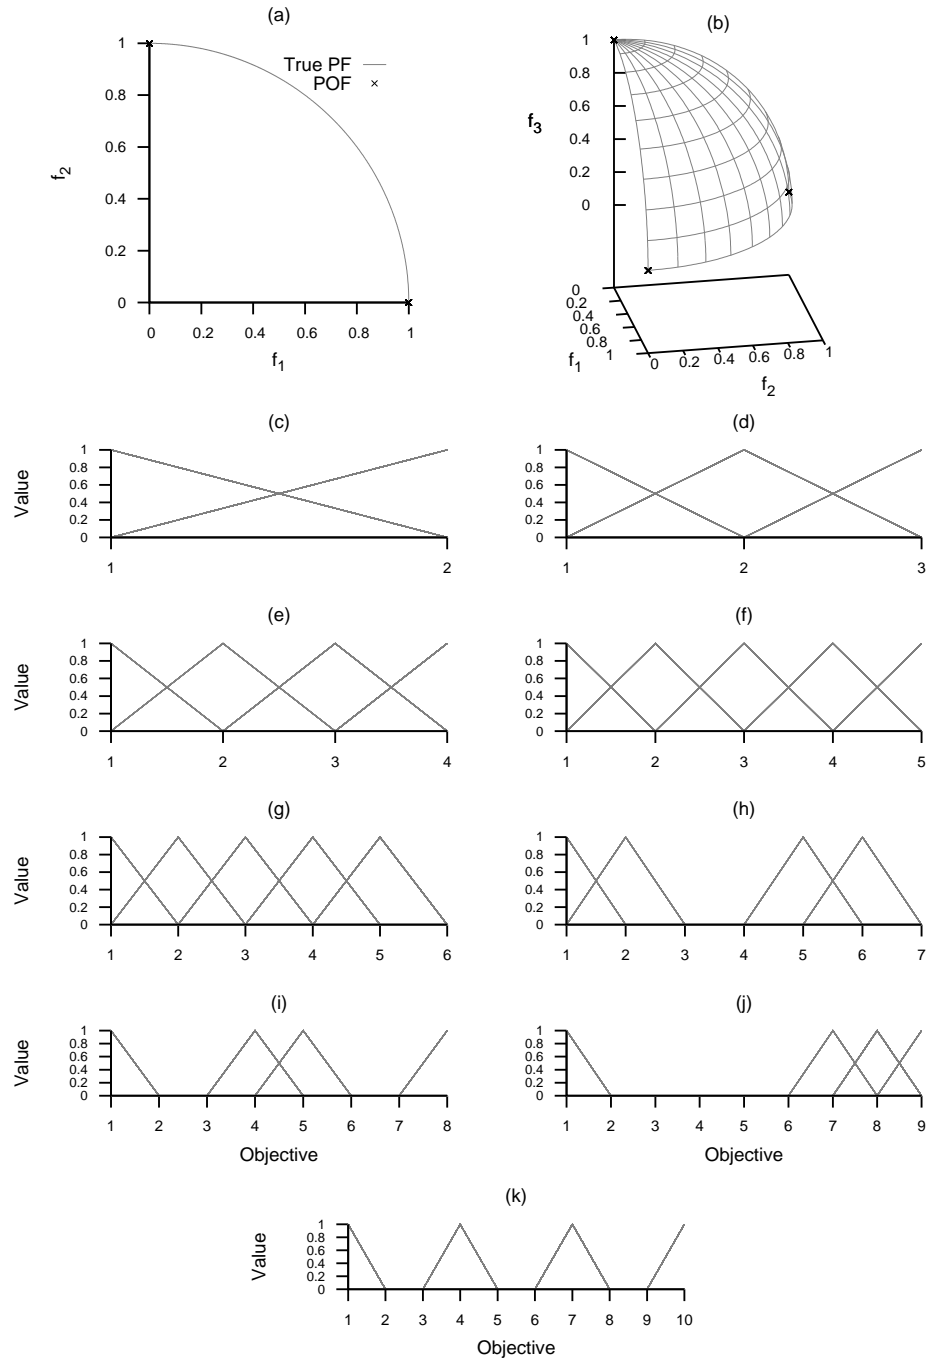 (a)
1
0.8
0.6
0.4
0.2
0
f2
True PF
POF
0 0.2 0.4 0.6 0.8 1
f1
(b)
1
0.8
0.6
0.4
0.2
0
f3
0
0.2
0.4
0.6
0.8
1
f1
0 0.2 0.4 0.6 0.8 1
f2
(c)
Value
1
0.8
0.6
0.4
0.2
0
1 2
(d)
1
0.8
0.6
0.4
0.2
0
1 2 3
(e)
Value
1
0.8
0.6
0.4
0.2
0
1 2 3 4
(f)
1
0.8
0.6
0.4
0.2
0
1 2 3 4 5
(g)
Value
1
0.8
0.6
0.4
0.2
0
1 2 3 4 5 6
(h)
1
0.8
0.6
0.4
0.2
0
1 2 3 4 5 6 7
(i)
Value
1
0.8
0.6
0.4
0.2
0
1 2 3 4 5 6 7 8
Objective
(j)
1
0.8
0.6
0.4
0.2
0
1 2 3 4 5 6 7 8 9
Objective
(k)
Value
1
0.8
0.6
0.4
0.2
0
1 2 3 4 5 6 7 8 9 10
Objective